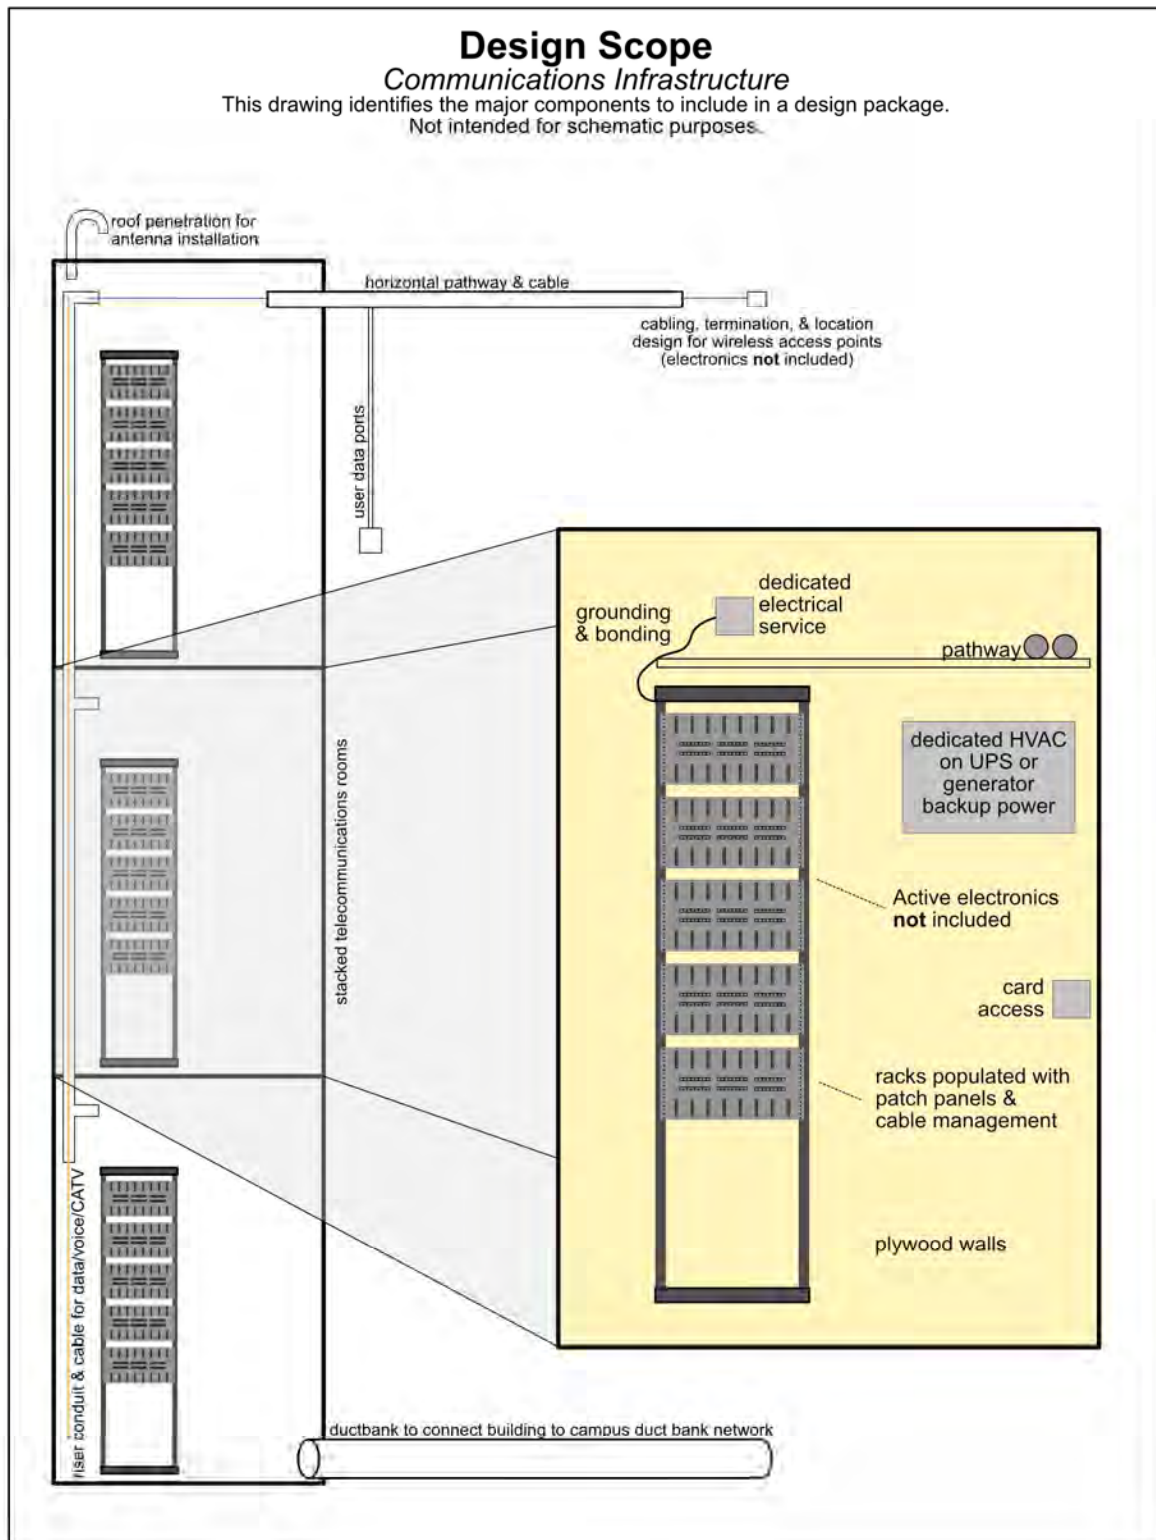 Design Scope
Communications Infrastructure
This drawing identifies the major components to include in a design package.
Not intended for schematic purposes.
roof penetration for
antenna installation
horizontal pathway & cable
cabling, termination, & location
design for wireless access points
(electronics not included)
user data ports
stacked telecommunications rooms
grounding
& bonding
dedicated
electrical
service
pathway
dedicated HVAC
on UPS or
generator
backup power
Active electronics
not included
card
access
racks populated with
patch panels &
cable management
plywood walls
riser conduit & cable for data/voice/CATV
ductbank to connect building to campus duct bank network